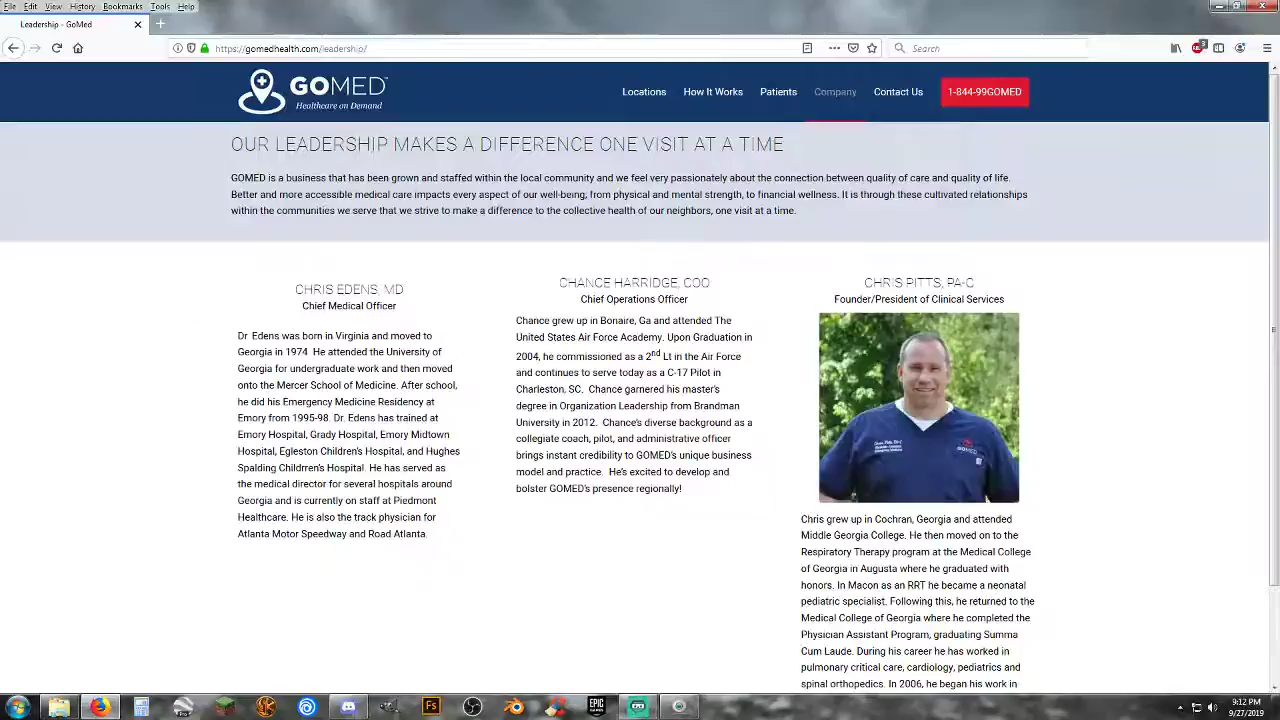 File Edit View History Bookmarks Tools Help
Leadership - GoMed
https://gomedhealth.com/leadership/
Search
GOMED™
Healthcare on Demand
Locations How It Works Patients Company Contact Us 1-844-99GOMED
OUR LEADERSHIP MAKES A DIFFERENCE ONE VISIT AT A TIME
GOMED is a business that has been grown and staffed within the local community and we feel very passionately about the connection between quality of care and quality of life.
Better and more accessible medical care impacts every aspect of our well-being; from physical and mental strength, to financial wellness. It is through these cultivated relationships
within the communities we serve that we strive to make a difference to the collective health of our neighbors, one visit at a time.
CHRIS EDENS, MD
Chief Medical Officer
Dr Edens was born in Virginia and moved to
Georgia in 1974 He attended the University of
Georgia for undergraduate work and then moved
onto the Mercer School of Medicine. After school,
he did his Emergency Medicine Residency at
Emory from 1995-98. Dr. Edens has trained at
Emory Hospital, Grady Hospital, Emory Midtown
Hospital, Egleston Children's Hospital, and Hughes
Spalding Children's Hospital. He has served as
the medical director for several hospitals around
Georgia and is currently on staff at Piedmont
Healthcare. He is also the track physician for
Atlanta Motor Speedway and Road Atlanta.
CHANCE HARRIDGE, COO
Chief Operations Officer
Chance grew up in Bonaire, Ga and attended The
United States Air Force Academy. Upon Graduation in
2004, he commissioned as a 2nd Lt in the Air Force
and continues to serve today as a C-17 Pilot in
Charleston, SC. Chance garnered his master's
degree in Organization Leadership from Brandman
University in 2012. Chance's diverse background as a
collegiate coach, pilot, and administrative officer
brings instant credibility to GOMED's unique business
model and practice. He's excited to develop and
bolster GOMED's presence regionally!
CHRIS PITTS, PA-C
Founder/President of Clinical Services
GOMED
Chris grew up in Cochran, Georgia and attended
Middle Georgia College. He then moved on to the
Respiratory Therapy program at the Medical College
of Georgia in Augusta where he graduated with
honors. In Macon as an RRT he became a neonatal
pediatric specialist. Following this, he returned to the
Medical College of Georgia where he completed the
Physician Assistant Program, graduating Summa
Cum Laude. During his career he has worked in
pulmonary critical care, cardiology, pediatrics and
spinal orthopedics. In 2006, he began his work in
Fs
EPIC
GAMES
9:12 PM
9/27/2019